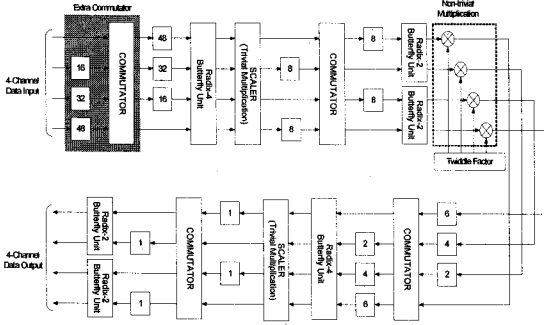 Extra Commutator
Non-trivial
Multiplication
4-Channel
Data Input
16
32
48
COMMUTATOR
48
32
16
Radix-4
Butterfly Unit
SCALER
(Trivial Multiplication)
8
8
COMMUTATOR
8
8
Radix-2
Butterfly Unit
Radix-2
Butterfly Unit
Twiddle Factor
4-Channel
Data Output
Radix-2
Butterfly Unit
Radix-2
Butterfly Unit
1
1
COMMUTATOR
1
1
SCALER
(Trivial Multiplication)
Radix-4
Butterfly Unit
2
4
6
COMMUTATOR
6
4
2